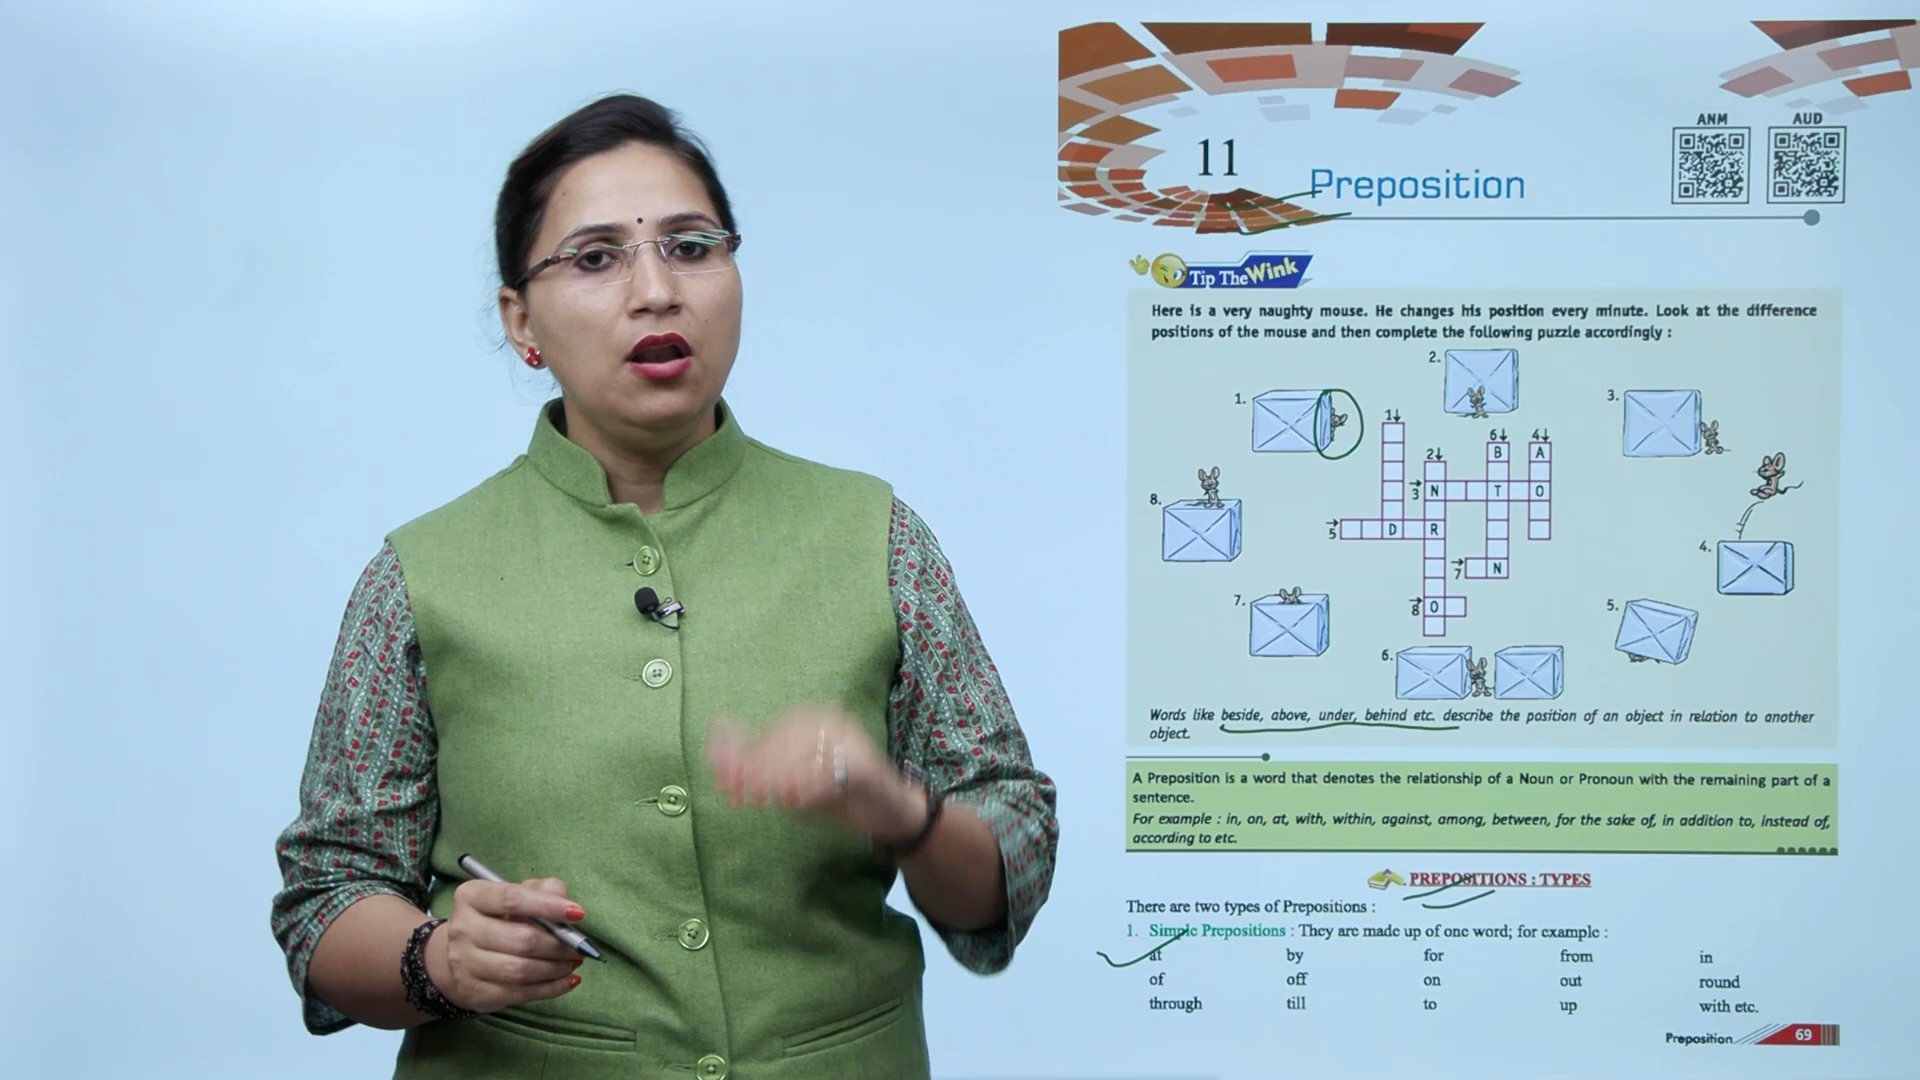 ANM AUD
11
Preposition
Tip The Wink
Here is a very naughty mouse. He changes his position every minute. Look at the difference
positions of the mouse and then complete the following puzzle accordingly :
2.
1.
3.
1↓
6↓ 4↓
2↓ B A
8.
→3 N T O
→5 D R
4.
→7 N
7.
→8 O
5.
6.
Words like beside, above, under, behind etc. describe the position of an object in relation to another
object.
A Preposition is a word that denotes the relationship of a Noun or Pronoun with the remaining part of a
sentence.
For example : in, on, at, with, within, against, among, between, for the sake of, in addition to, instead of,
according to etc.
PREPOSITIONS : TYPES
There are two types of Prepositions :
1. Simple Prepositions : They are made up of one word; for example :
at by for from in
of off on out round
through till to up with etc.
Preposition 69